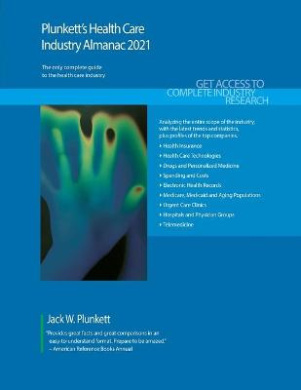 Plunkett's Health Care
Industry Almanac 2021
The only complete guide
to the health care industry
GET ACCESS TO
COMPLETE INDUSTRY
RESEARCH
Analyzing the entire scope of the industry,
with the latest trends and statistics,
plus profiles of the top companies.
• Health Insurance
• Health Care Technologies
• Drugs and Personalized Medicine
• Spending and Costs
• Electronic Health Records
• Medicare, Medicaid and Aging Populations
• Urgent Care Clinics
• Hospitals and Physician Groups
• Telemedicine
Jack W. Plunkett
"Provides great facts and great comparisons in an
easy to understand format. Prepare to be amazed."
– American Reference Books Annual